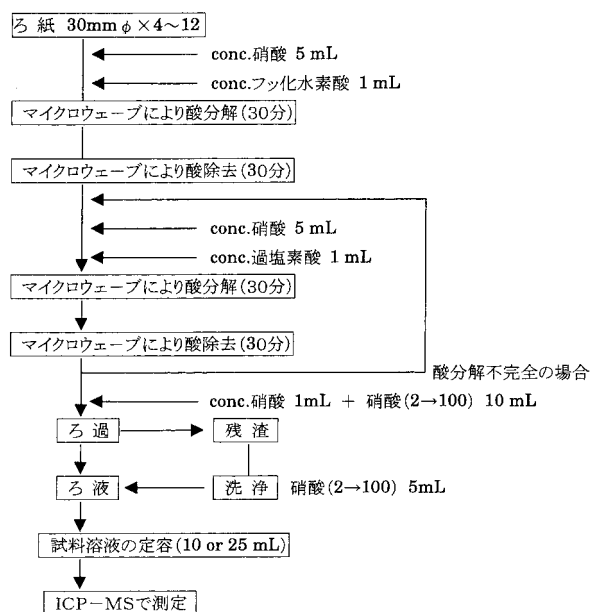 ろ 紙 30mmφ×4～12
conc.硝酸 5 mL
conc.フッ化水素酸 1 mL
マイクロウェーブにより酸分解(30分)
マイクロウェーブにより酸除去(30分)
conc.硝酸 5 mL
conc.過塩素酸 1 mL
マイクロウェーブにより酸分解(30分)
マイクロウェーブにより酸除去(30分)
酸分解不完全の場合
conc.硝酸 1mL ＋ 硝酸(2→100) 10 mL
ろ 過 残 渣
ろ 液 洗 浄 硝酸(2→100) 5mL
試料溶液の定容(10 or 25 mL)
ICP－MSで測定